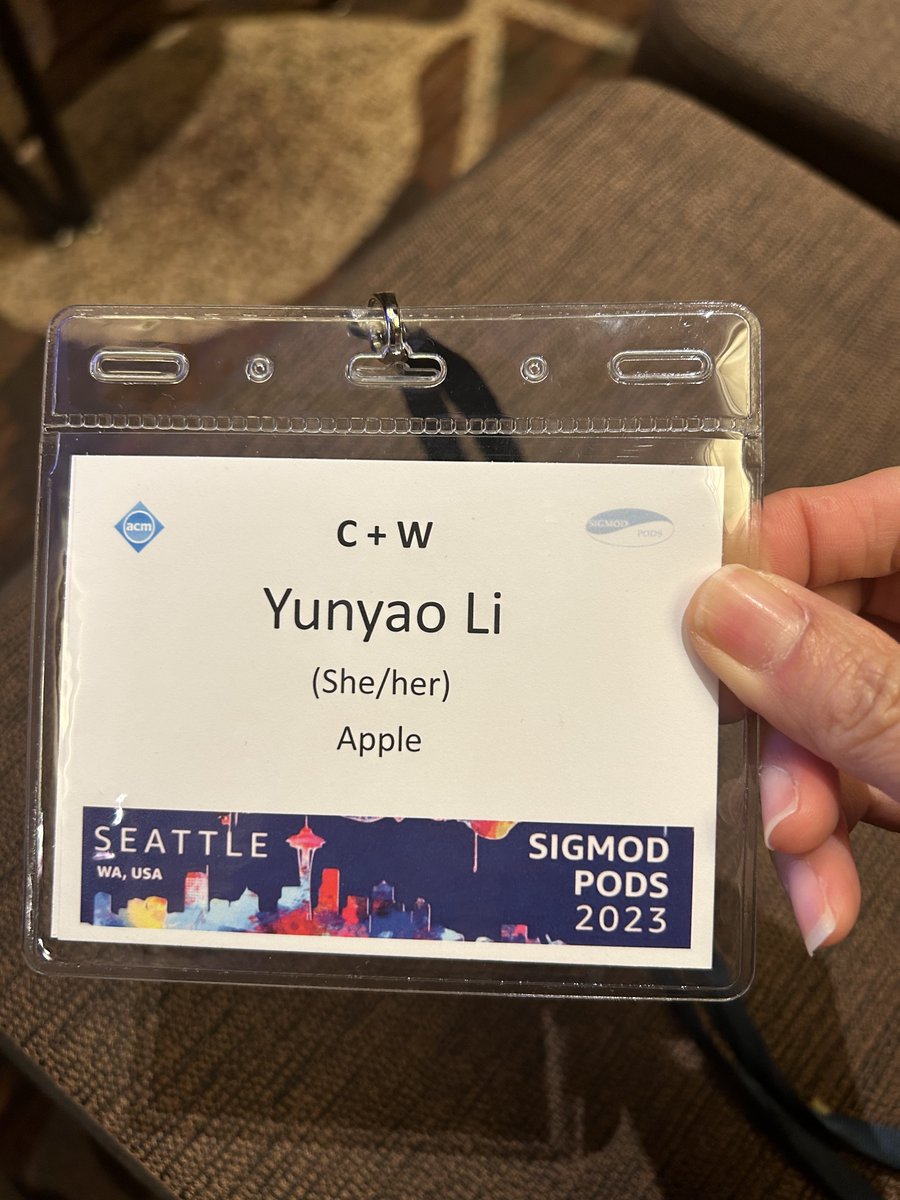 acm
C + W
SIGMOD
PODS
Yunyao Li
(She/her)
Apple
SEATTLE
WA, USA
SIGMOD
PODS
2023